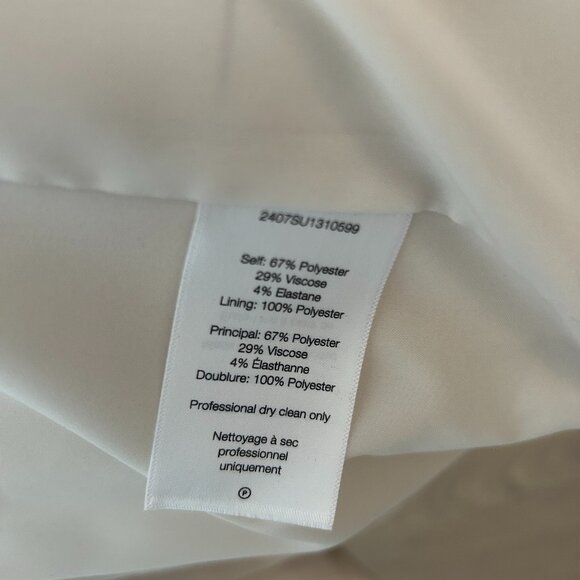 2407SU1310599
Self: 67% Polyester
29% Viscose
4% Elastane
Lining: 100% Polyester
Principal: 67% Polyester
29% Viscose
4% Élasthanne
Doublure: 100% Polyester
Professional dry clean only
Nettoyage à sec
professionnel
uniquement
P